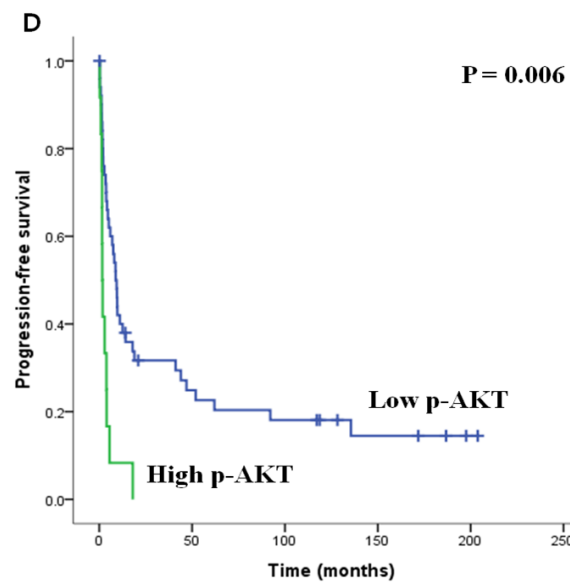 D
P = 0.006
1.0
0.8
0.6
0.4
0.2
0.0
Progression-free survival
Low p-AKT
High p-AKT
0 50 100 150 200 250
Time (months)